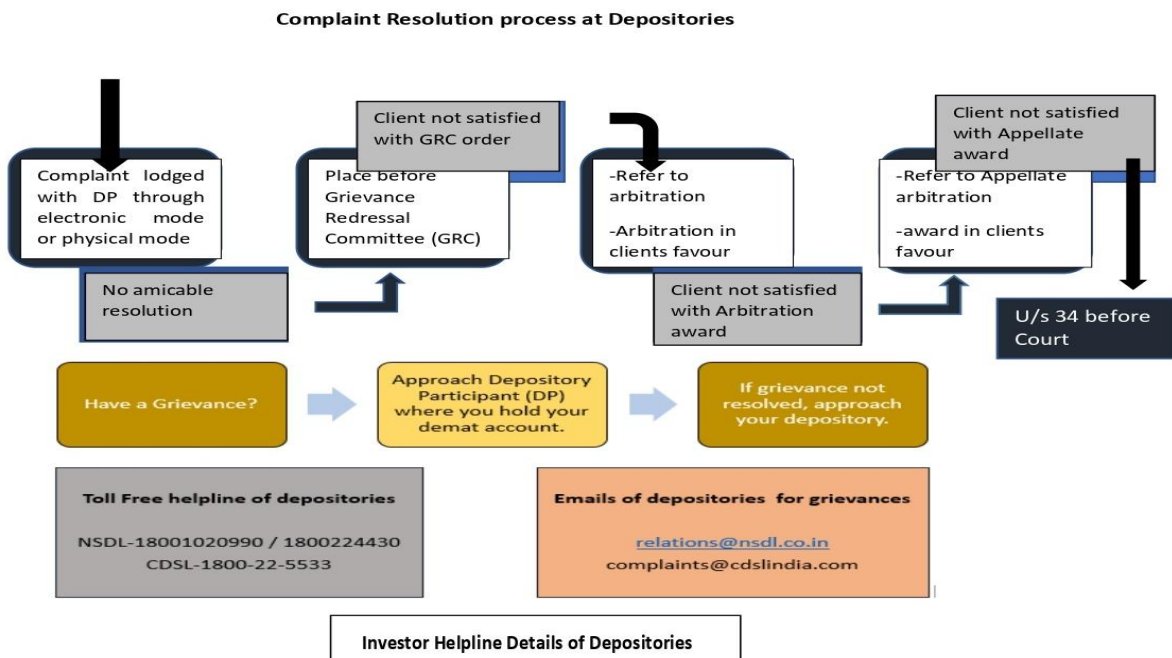 Complaint Resolution process at Depositories
Complaint lodged
with DP through
electronic mode
or physical mode
No amicable
resolution
Place before
Grievance
Redressal
Committee (GRC)
Client not satisfied
with GRC order
-Refer to
arbitration
-Arbitration in
clients favour
Client not satisfied
with Arbitration
award
-Refer to Appellate
arbitration
-award in clients
favour
Client not satisfied
with Appellate
award
U/s 34 before
Court
Have a Grievance?
Approach Depository
Participant (DP)
where you hold your
demat account.
If grievance not
resolved, approach
your depository.
Toll Free helpline of depositories
NSDL-18001020990 / 1800224430
CDSL-1800-22-5533
Emails of depositories for grievances
relations@nsdl.co.in
complaints@cdslindia.com
Investor Helpline Details of Depositories